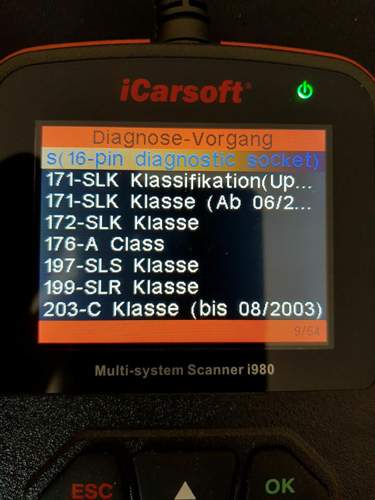 iCarsoft®
Diagnose-Vorgang
s(16-pin diagnostic socket)
171-SLK Klassifikation(Up...
171-SLK Klasse (Ab 06/2...
172-SLK Klasse
176-A Class
197-SLS Klasse
199-SLR Klasse
203-C Klasse (bis 08/2003)
9/64
Multi-system Scanner i980
ESC
OK